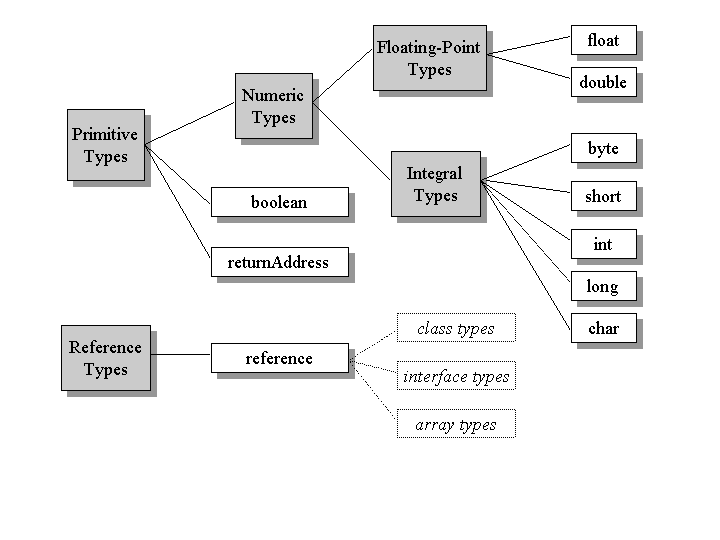 Primitive
Types
Numeric
Types
boolean
returnAddress
Floating-Point
Types
Integral
Types
float
double
byte
short
int
long
char
Reference
Types
reference
class types
interface types
array types